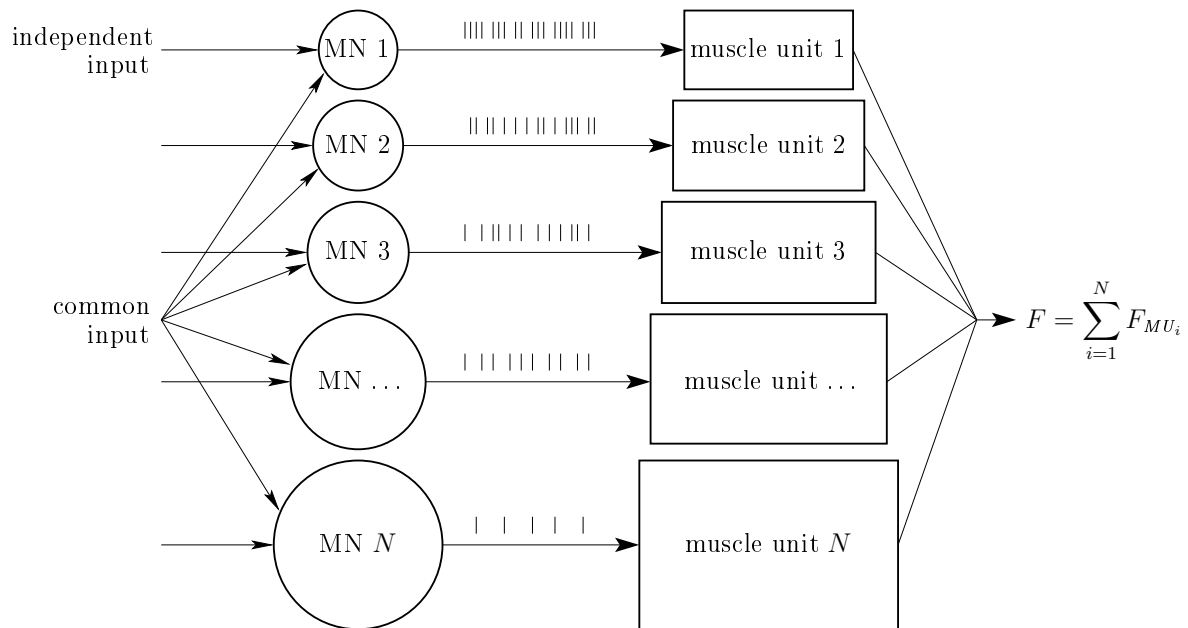 independent
input
MN 1
muscle unit 1
MN 2
muscle unit 2
MN 3
muscle unit 3
common
input
F = \sum_{i=1}^{N} F_{MU_i}
MN ...
muscle unit ...
MN N
muscle unit N